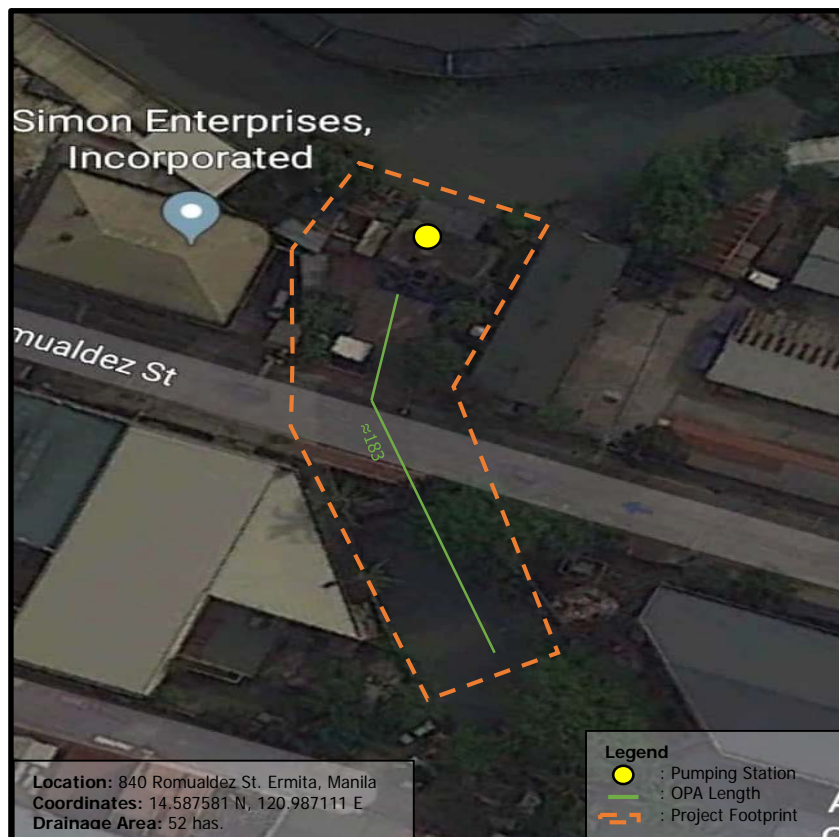 Simon Enterprises,
Incorporated
mualdez St
≈183
Location: 840 Romualdez St. Ermita, Manila
Coordinates: 14.587581 N, 120.987111 E
Drainage Area: 52 has.
Legend
: Pumping Station
: OPA Length
: Project Footprint